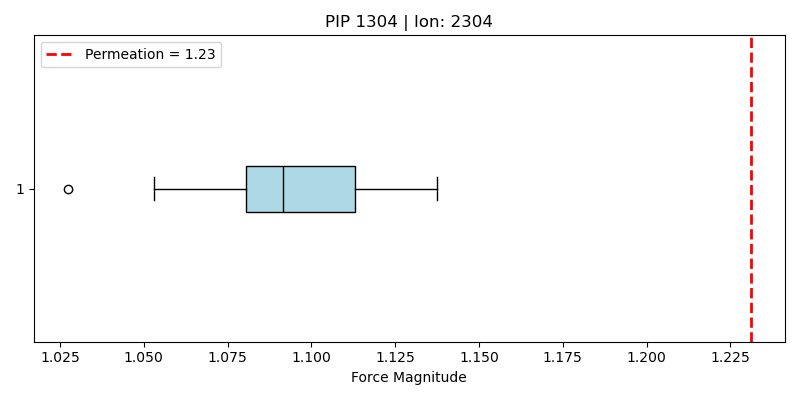 PIP 1304 | Ion: 2304
Permeation = 1.23
1
1.025 1.050 1.075 1.100 1.125 1.150 1.175 1.200 1.225
Force Magnitude